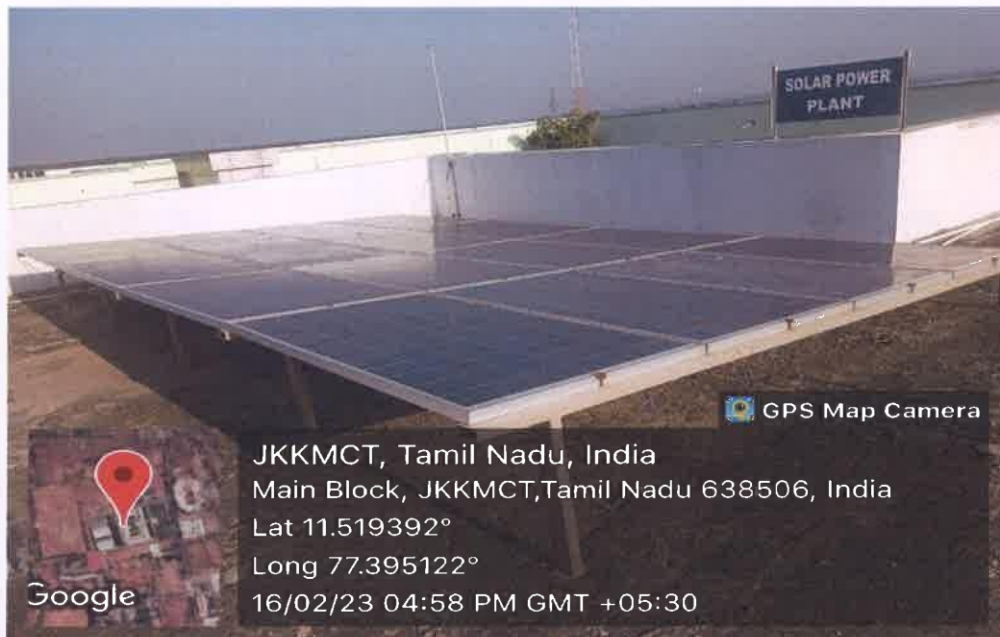 SOLAR POWER
PLANT
GPS Map Camera
JKKMCT, Tamil Nadu, India
Main Block, JKKMCT,Tamil Nadu 638506, India
Lat 11.519392°
Long 77.395122°
16/02/23 04:58 PM GMT +05:30
Google